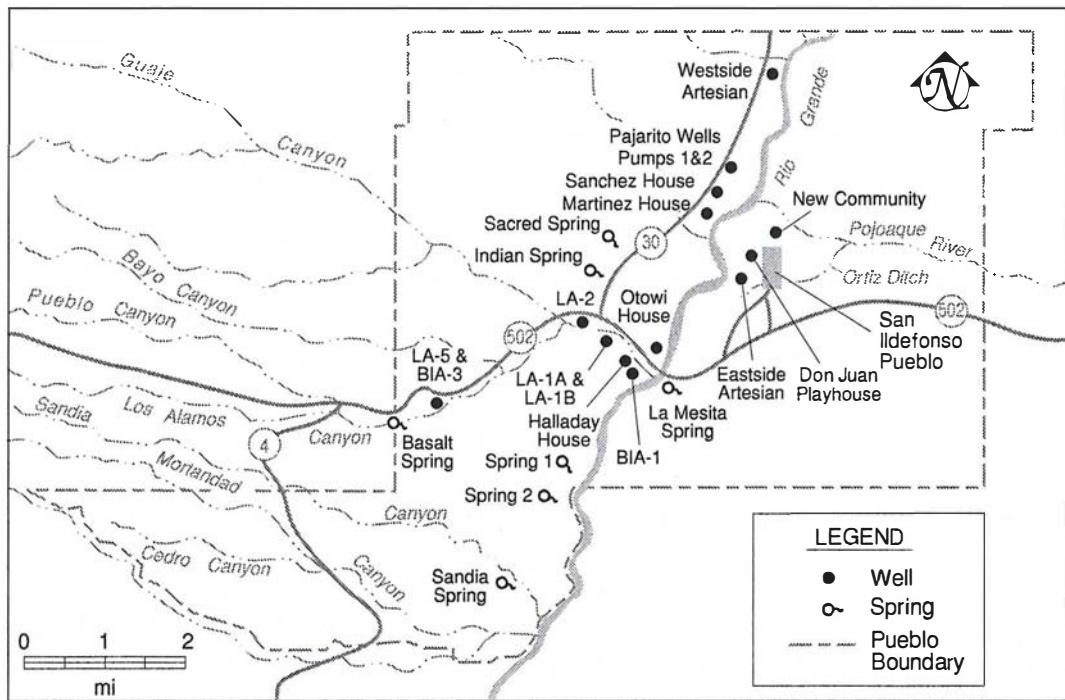 Guaje
Canyon
Westside
Artesian
N
Grande
Rio
Pajarito Wells
Pumps 1&2
Sanchez House
Martinez House
New Community
Sacred Spring
30
Pojoaque
River
Indian Spring
Bayo Canyon
Ortiz Ditch
Pueblo Canyon
LA-2
Otowi
House
502
502
San
Ildefonso
Pueblo
LA-5 &
BIA-3
LA-1A &
LA-1B
Eastside
Artesian
Don Juan
Playhouse
Sandia
Los Alamos
Canyon
Halladay
House
La Mesita
Spring
4
Basalt
Spring
BIA-1
Spring 1
Mortandad
Spring 2
Canyon
Cedro Canyon
Canyon
Sandia
Spring
LEGEND
Well
Spring
Pueblo
Boundary
0 1 2
mi